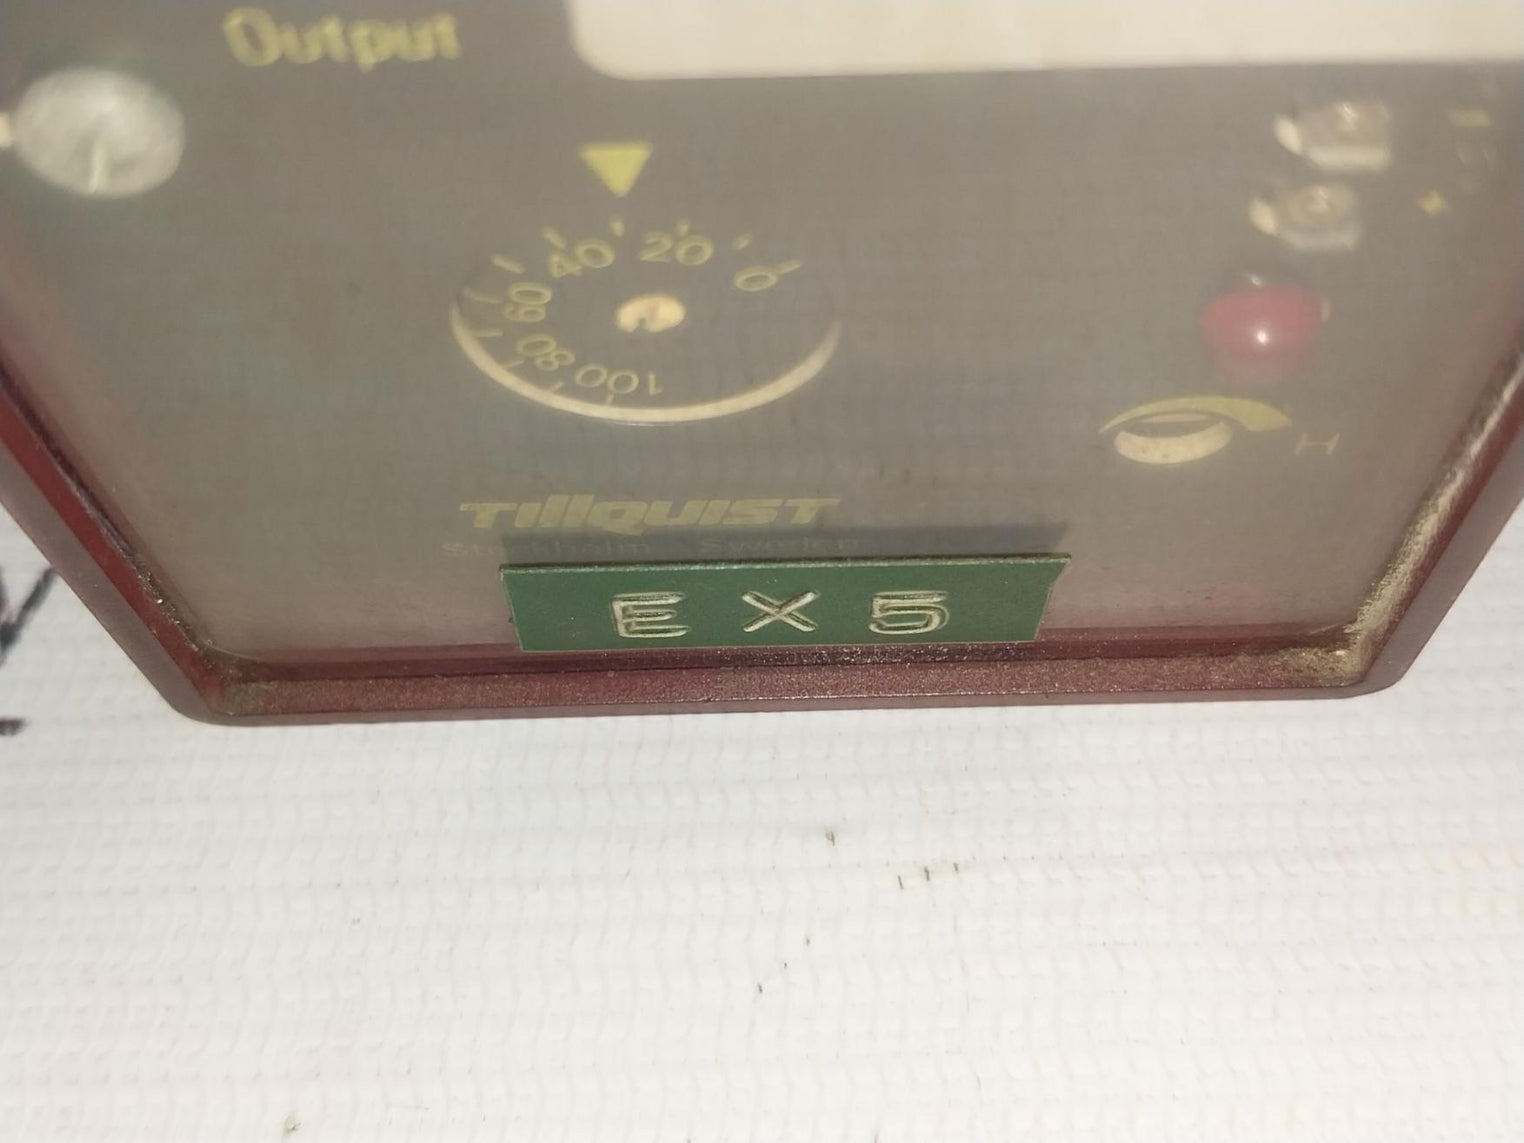 Output
−
+
0
20
40
60
80
100
H
TILLQUIST
Stockholm Sweden
EX5